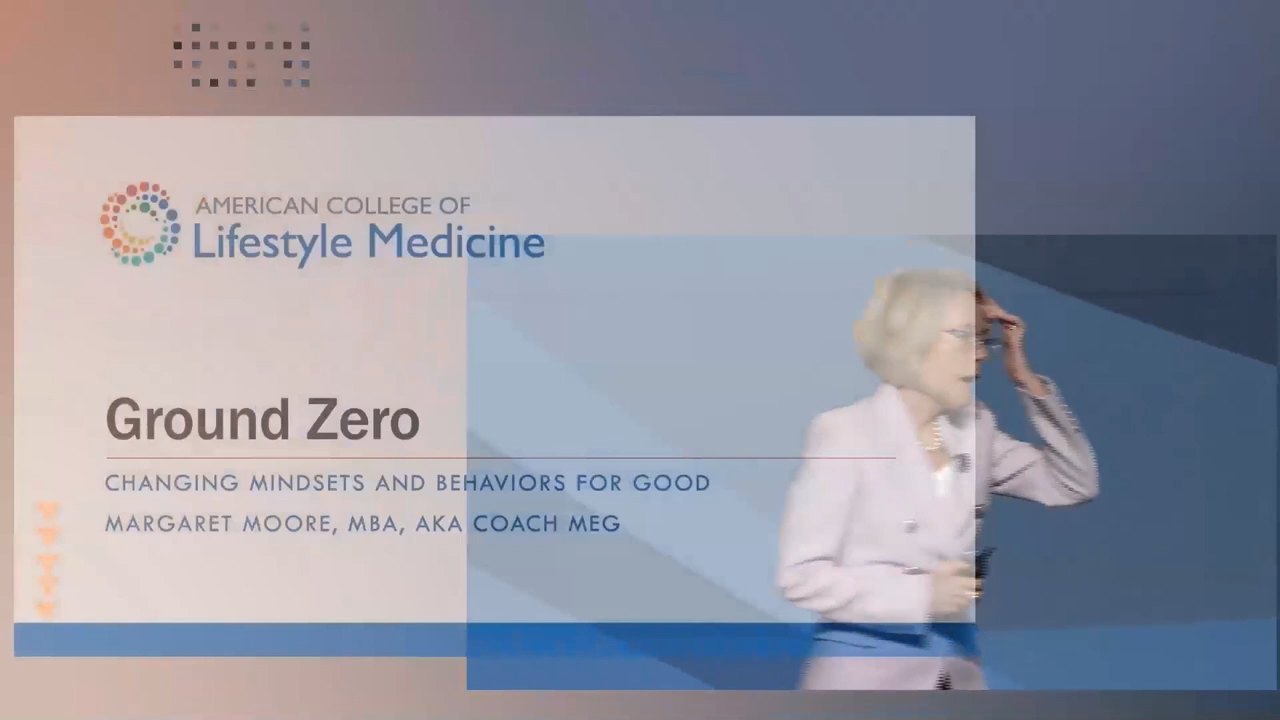 AMERICAN COLLEGE OF
Lifestyle Medicine
Ground Zero
CHANGING MINDSETS AND BEHAVIORS FOR GOOD
MARGARET MOORE, MBA, AKA COACH MEG